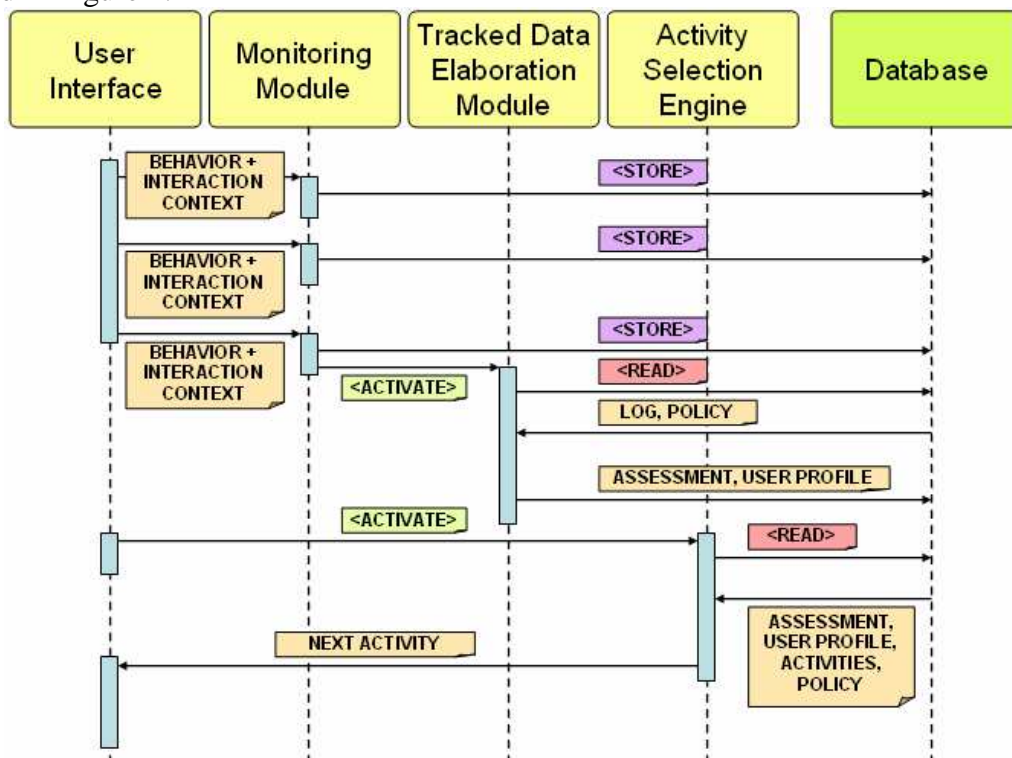 User
Interface
Monitoring
Module
Tracked Data
Elaboration
Module
Activity
Selection
Engine
Database
BEHAVIOR +
INTERACTION
CONTEXT
<STORE>
BEHAVIOR +
INTERACTION
CONTEXT
<STORE>
BEHAVIOR +
INTERACTION
CONTEXT
<STORE>
<ACTIVATE>
<READ>
LOG, POLICY
ASSESSMENT, USER PROFILE
<ACTIVATE>
<READ>
ASSESSMENT,
USER PROFILE,
ACTIVITIES,
POLICY
NEXT ACTIVITY